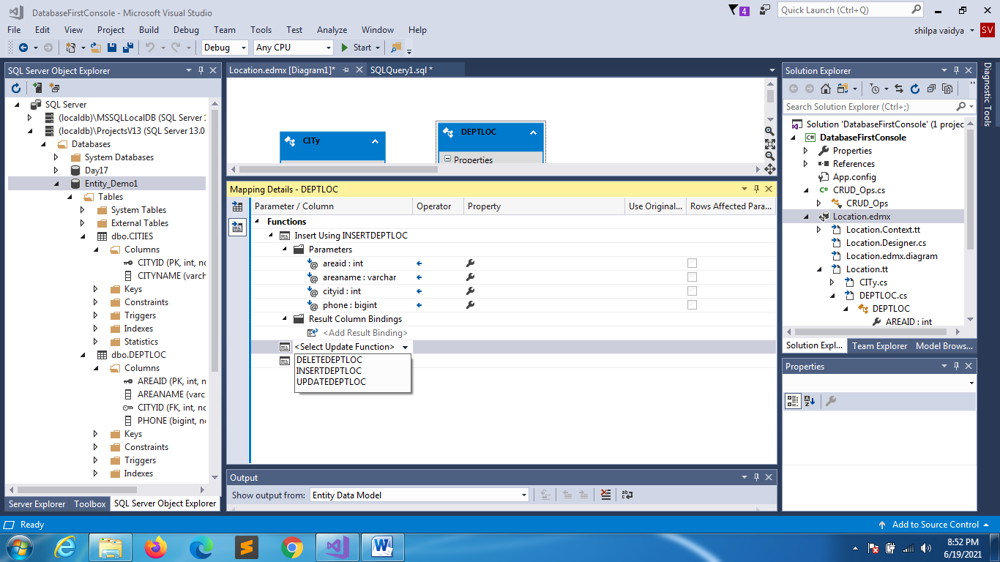 DatabaseFirstConsole - Microsoft Visual Studio
4
Quick Launch (Ctrl+Q)
File Edit View Project Build Debug Team Tools Test Analyze Window Help
shilpa vaidya
SV
Debug
Any CPU
Start
SQL Server Object Explorer
SQL Server
(localdb)\MSSQLLocalDB (SQL Server 1
(localdb)\ProjectsV13 (SQL Server 13.0
Databases
System Databases
Day17
Entity_Demo1
Tables
System Tables
External Tables
dbo.CITIES
Columns
CITYID (PK, int, nc
CITYNAME (varch
Keys
Constraints
Triggers
Indexes
Statistics
dbo.DEPTLOC
Columns
AREAID (PK, int, n
AREANAME (varc
CITYID (FK, int, no
PHONE (bigint, nc
Keys
Constraints
Triggers
Indexes
Server Explorer
Toolbox
SQL Server Object Explorer
Location.edmx [Diagram1]*
SQLQuery1.sql *
CITy
DEPTLOC
Properties
Mapping Details - DEPTLOC
Parameter / Column Operator Property Use Original... Rows Affected Para...
Functions
Insert Using INSERTDEPTLOC
Parameters
areaid : int
areaname : varchar
cityid : int
phone : bigint
Result Column Bindings
<Add Result Binding>
<Select Update Function>
DELETEDEPTLOC
INSERTDEPTLOC
UPDATEDEPTLOC
Output
Show output from: Entity Data Model
Solution Explorer
Search Solution Explorer (Ctrl+;)
Solution 'DatabaseFirstConsole' (1 projec
DatabaseFirstConsole
Properties
References
App.config
CRUD_Ops.cs
CRUD_Ops
Location.edmx
Location.Context.tt
Location.Designer.cs
Location.edmx.diagram
Location.tt
CITy.cs
DEPTLOC.cs
DEPTLOC
AREAID : int
Solution Expl...
Team Explorer
Model Brows...
Properties
Diagnostic Tools
Ready
Add to Source Control
8:52 PM
6/19/2021